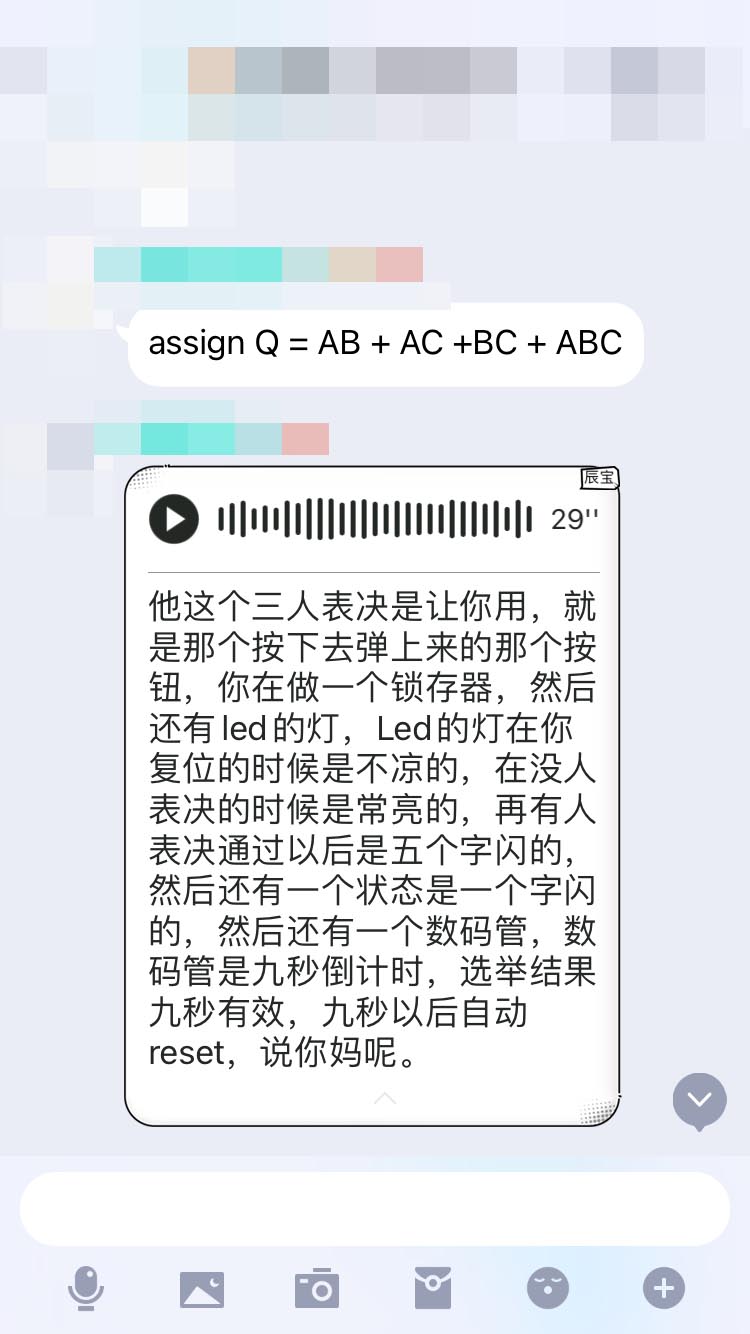 assign Q = AB + AC +BC + ABC
辰宝
29''
他这个三人表决是让你用，就
是那个按下去弹上来的那个按
钮，你在做一个锁存器，然后
还有led的灯，Led的灯在你
复位的时候是不凉的，在没人
表决的时候是常亮的，再有人
表决通过以后是五个字闪的，
然后还有一个状态是一个字闪
的，然后还有一个数码管，数
码管是九秒倒计时，选举结果
九秒有效，九秒以后自动
reset，说你妈呢。